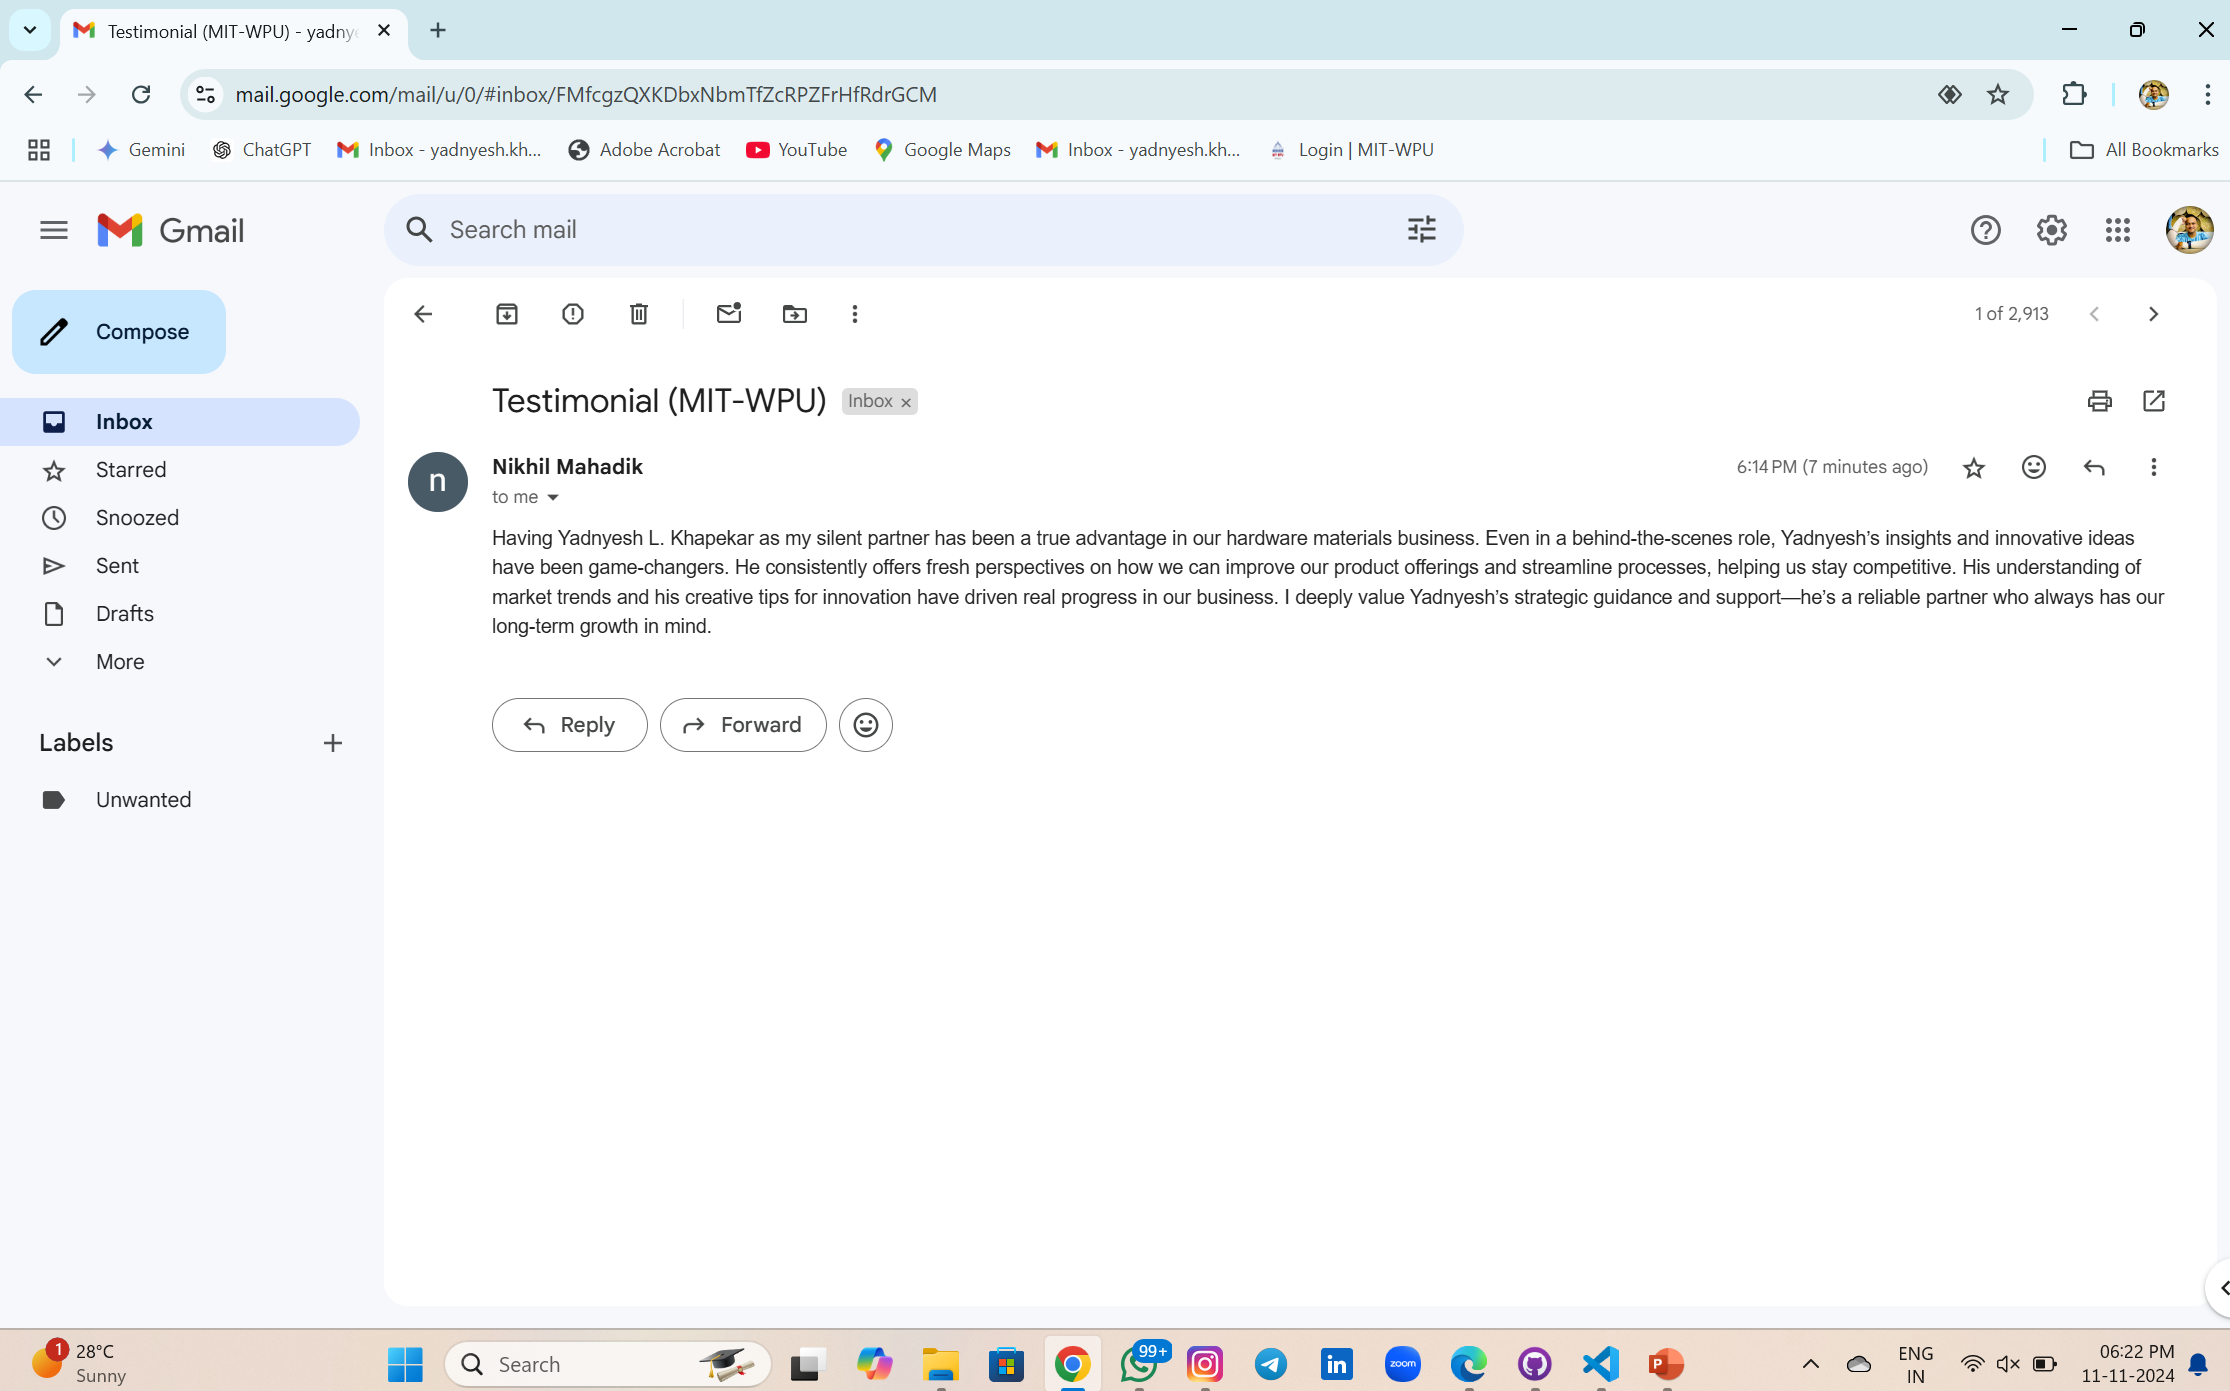 Testimonial (MIT-WPU) - yadny
mail.google.com/mail/u/0/#inbox/FMfcgzQXKDbxNbmTfZcRPZFrHfRdrGCM
Gemini ChatGPT Inbox - yadnyesh.kh... Adobe Acrobat YouTube Google Maps Inbox - yadnyesh.kh... Login | MIT-WPU All Bookmarks
Gmail
Search mail
Compose
1 of 2,913
Inbox
Starred
Snoozed
Sent
Drafts
More
Labels
Unwanted
Testimonial (MIT-WPU) Inbox ×
n
Nikhil Mahadik
6:14 PM (7 minutes ago)
to me
Having Yadnyesh L. Khapekar as my silent partner has been a true advantage in our hardware materials business. Even in a behind-the-scenes role, Yadnyesh’s insights and innovative ideas
have been game-changers. He consistently offers fresh perspectives on how we can improve our product offerings and streamline processes, helping us stay competitive. His understanding of
market trends and his creative tips for innovation have driven real progress in our business. I deeply value Yadnyesh’s strategic guidance and support—he’s a reliable partner who always has our
long-term growth in mind.
Reply Forward
1
28°C
Sunny
Search
99+
zoom
ENG
IN
06:22 PM
11-11-2024